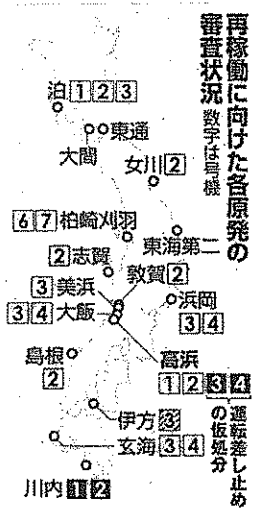 再稼働に向けた各原発の
審査状況 数字は号機
泊 1 2 3
東通
大間
女川 2
6 7 柏崎刈羽
東海第二
2 志賀
敦賀 2
3 美浜
浜岡
3 4
3 4 大飯
高浜
1 2 3 4 運転差し止め
の仮処分
島根
2
伊方 3
玄海 3 4
川内 1 2